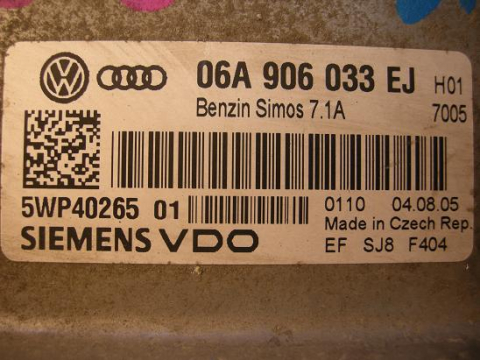 06A 906 033 EJ H01
Benzin Simos 7.1A 7005
5WP40265 01 0110 04.08.05
Made in Czech Rep.
SIEMENS VDO EF SJ8 F404